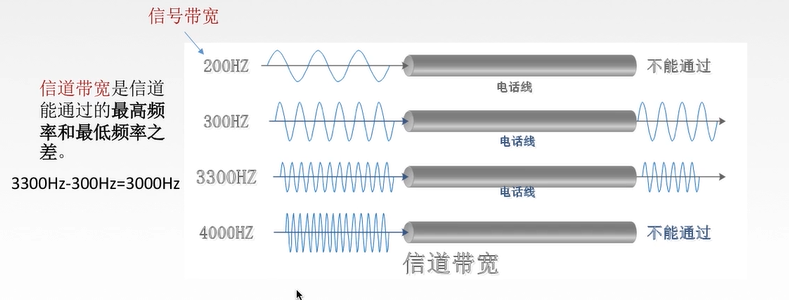 信号带宽
200HZ
不能通过
电话线
信道带宽是信道
能通过的最高频
率和最低频率之
差。
300HZ
电话线
3300Hz-300Hz=3000Hz
3300HZ
电话线
4000HZ
不能通过
信道带宽